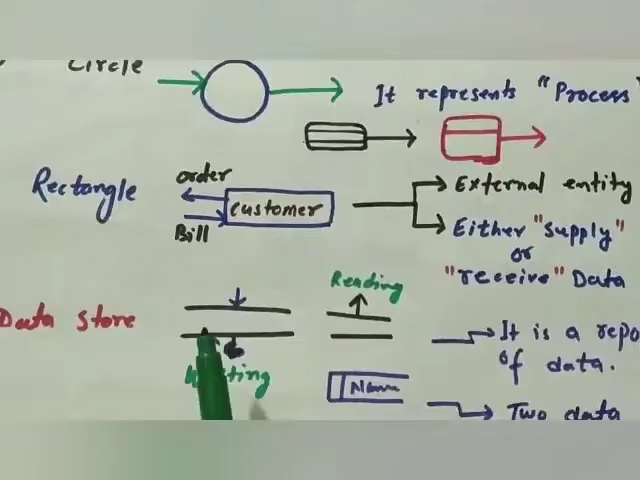 Circle
It represents "Process"
order
Rectangle
customer
Bill
External entity
Either "supply"
or
"receive" Data
Reading
Data Store
It is a repo
of data.
Name
Two data